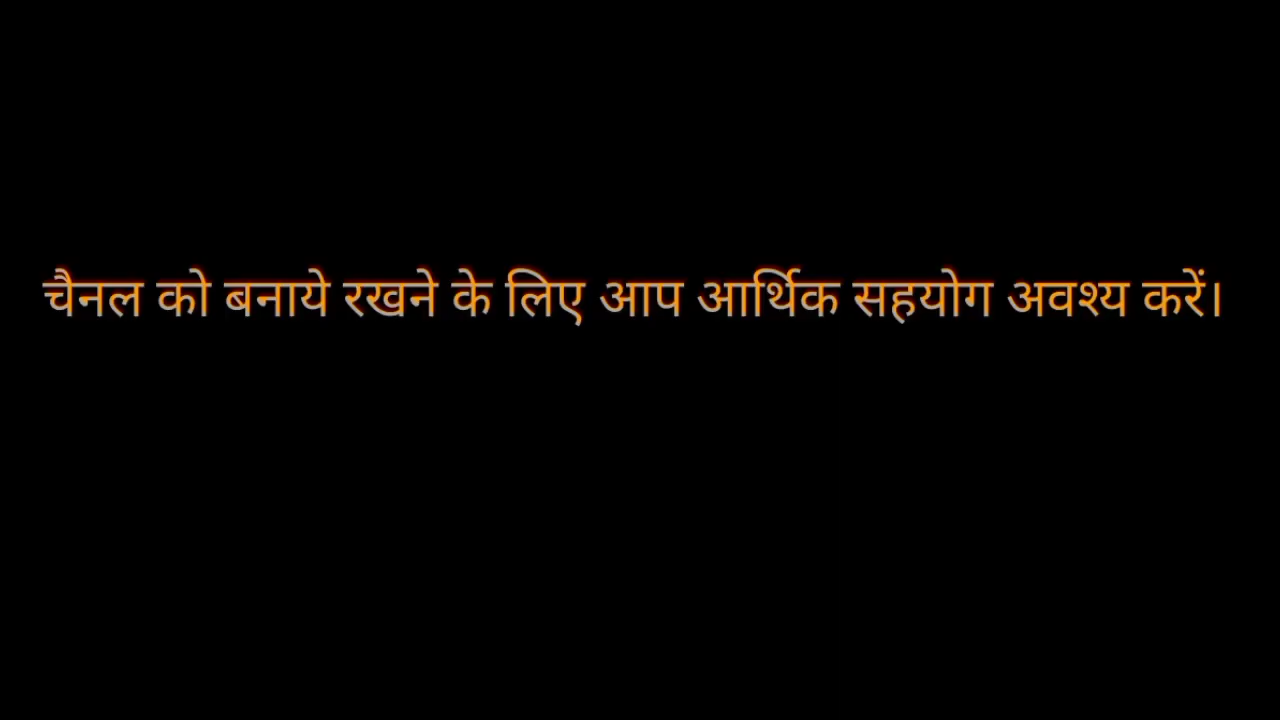 चैनल को बनाये रखने के लिए आप आर्थिक सहयोग अवश्य करें।